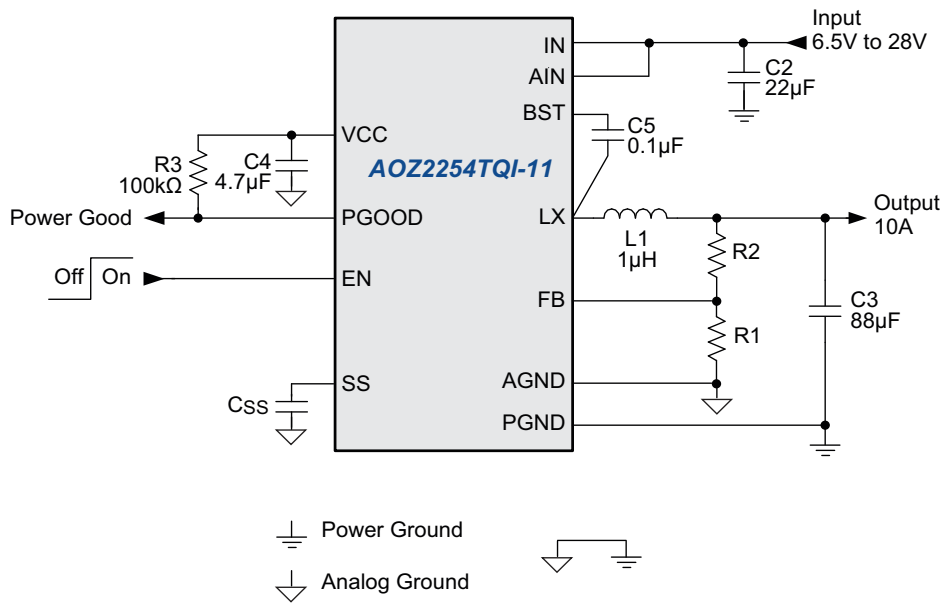 Input
6.5V to 28V
IN
AIN
C2
22µF
BST
C5
0.1µF
VCC
R3
100kΩ
C4
4.7µF
AOZ2254TQI-11
Power Good
PGOOD
LX
L1
1µH
R2
Output
10A
Off
On
EN
FB
R1
C3
88µF
SS
CSS
AGND
PGND
Power Ground
Analog Ground